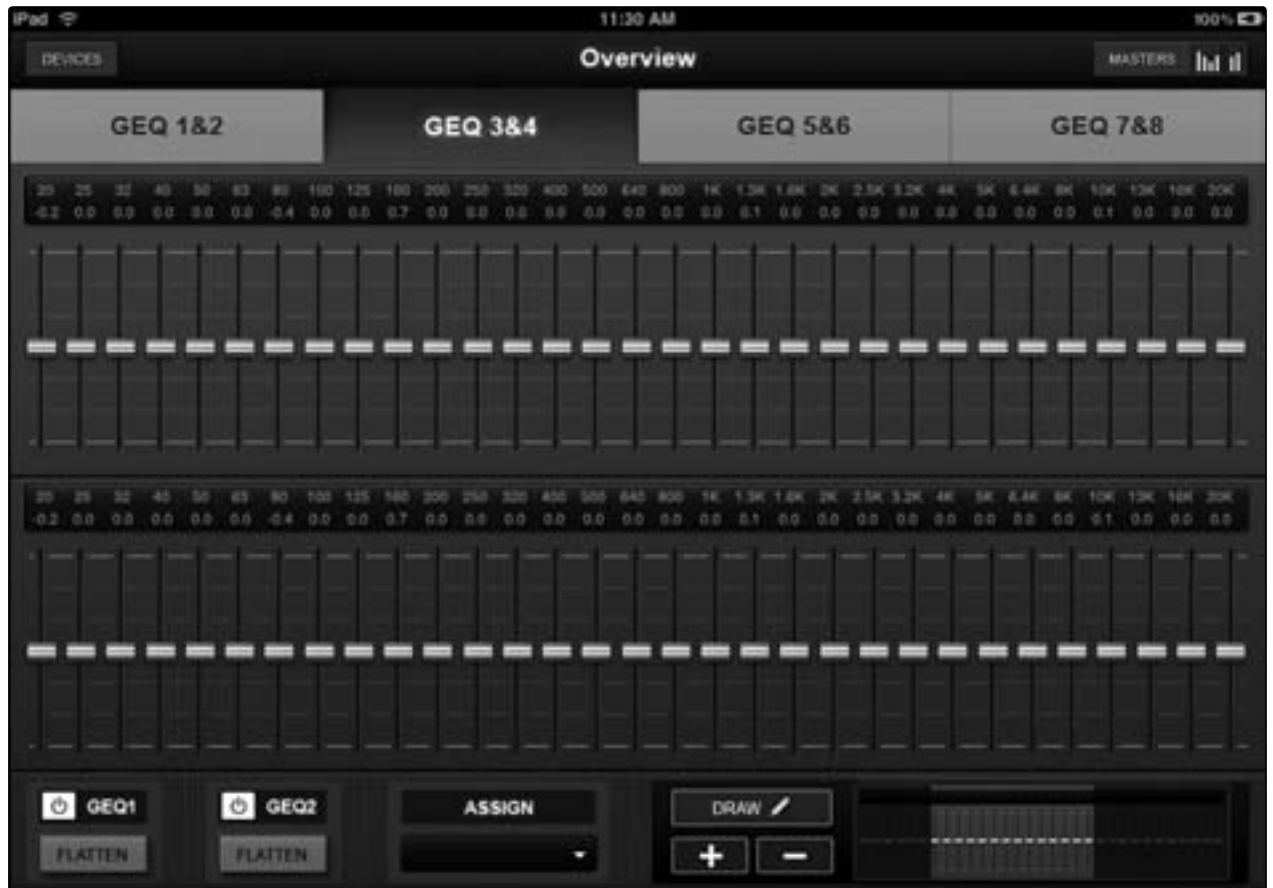 iPad 11:30 AM 100%
DEVICES Overview MASTERS
GEQ 1&2 GEQ 3&4 GEQ 5&6 GEQ 7&8
20 25 32 40 50 63 80 100 125 160 200 250 320 400 500 640 800 1K 1.3K 1.6K 2K 2.5K 3.2K 4K 5K 6.4K 8K 10K 13K 16K 20K
-0.2 0.0 0.0 0.0 0.0 0.0 -0.4 0.0 0.0 0.7 0.0 0.0 0.0 0.0 0.0 0.0 0.0 0.0 0.1 0.0 0.0 0.0 0.0 0.0 0.0 0.0 0.0 0.1 0.0 0.0 0.0
20 25 32 40 50 63 80 100 125 160 200 250 320 400 500 640 800 1K 1.3K 1.6K 2K 2.5K 3.2K 4K 5K 6.4K 8K 10K 13K 16K 20K
-0.2 0.0 0.0 0.0 0.0 0.0 -0.4 0.0 0.0 0.7 0.0 0.0 0.0 0.0 0.0 0.0 0.0 0.0 0.1 0.0 0.0 0.0 0.0 0.0 0.0 0.0 0.0 0.1 0.0 0.0 0.0
GEQ1 GEQ2 ASSIGN DRAW
FLATTEN FLATTEN + −